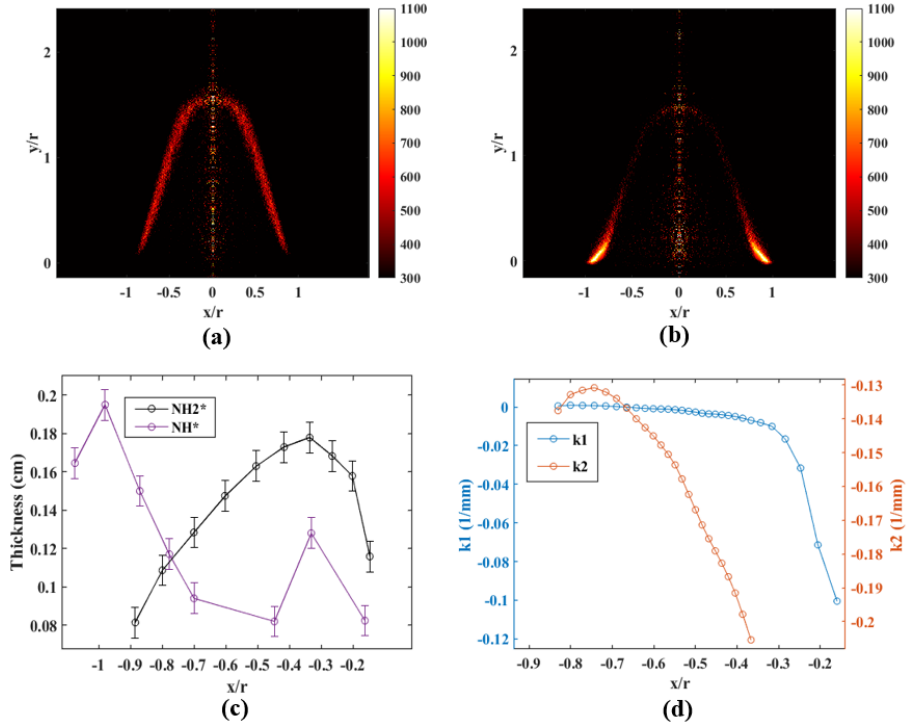 1100
1000
900
800
700
600
500
400
300
2
1
0
y/r
-1 -0.5 0 0.5 1
x/r
(a)
1100
1000
900
800
700
600
500
400
300
2
1
0
y/r
-1 -0.5 0 0.5 1
x/r
(b)
0.2
0.18
0.16
0.14
0.12
0.1
0.08
Thickness (cm)
NH2*
NH*
-1 -0.9 -0.8 -0.7 -0.6 -0.5 -0.4 -0.3 -0.2
x/r
(c)
0
-0.02
-0.04
-0.06
-0.08
-0.1
-0.12
k1 (1/mm)
k1
k2
-0.13
-0.14
-0.15
-0.16
-0.17
-0.18
-0.19
-0.2
k2 (1/mm)
-0.9 -0.8 -0.7 -0.6 -0.5 -0.4 -0.3 -0.2
x/r
(d)